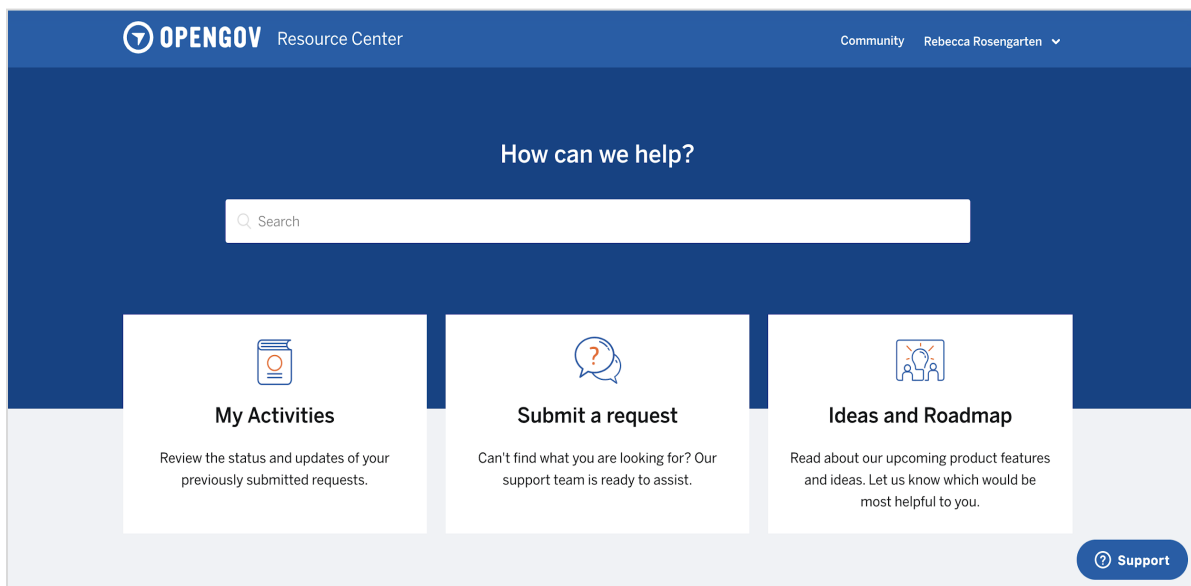 OPENGOV Resource Center
Community Rebecca Rosengarten
How can we help?
Search
?
My Activities
Review the status and updates of your
previously submitted requests.
Submit a request
Can't find what you are looking for? Our
support team is ready to assist.
Ideas and Roadmap
Read about our upcoming product features
and ideas. Let us know which would be
most helpful to you.
? Support